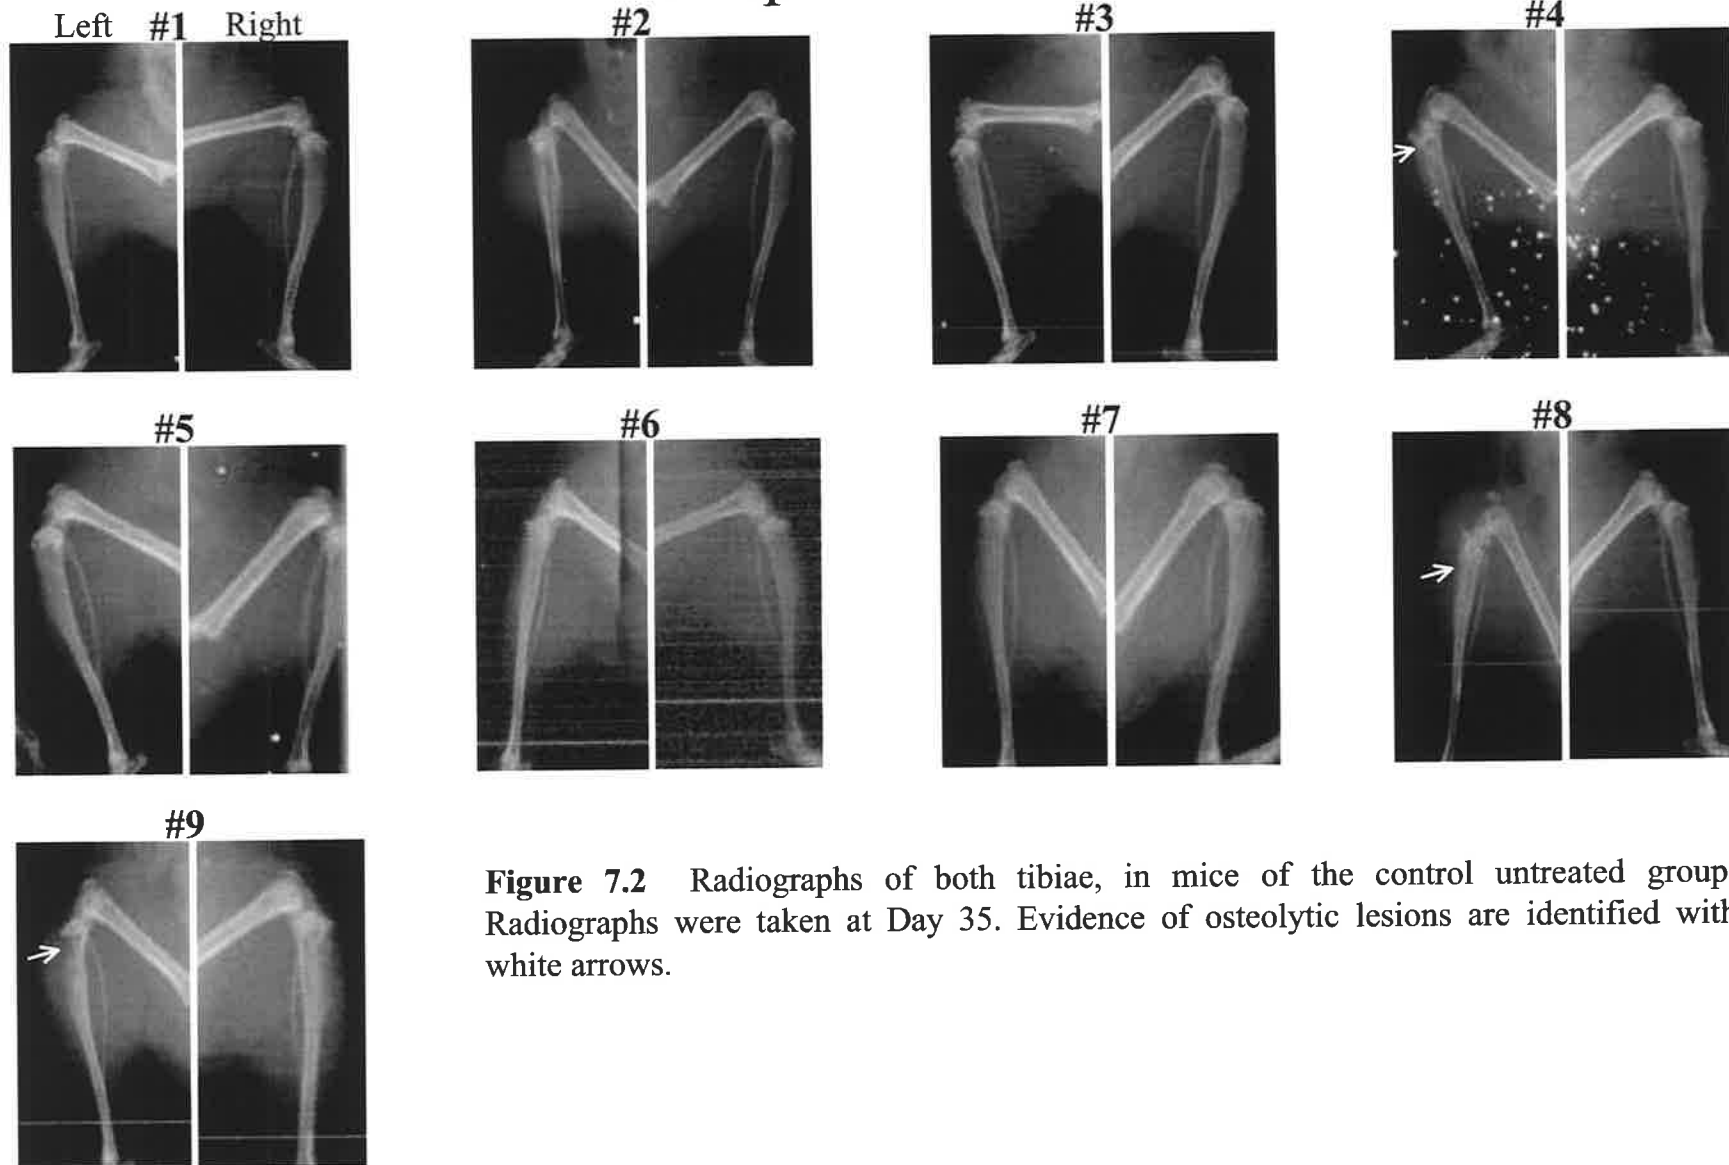 Left #1 Right
#2
#3
#4
#5
#6
#7
#8
#9
Figure 7.2 Radiographs of both tibiae, in mice of the control untreated group
Radiographs were taken at Day 35. Evidence of osteolytic lesions are identified with
white arrows.